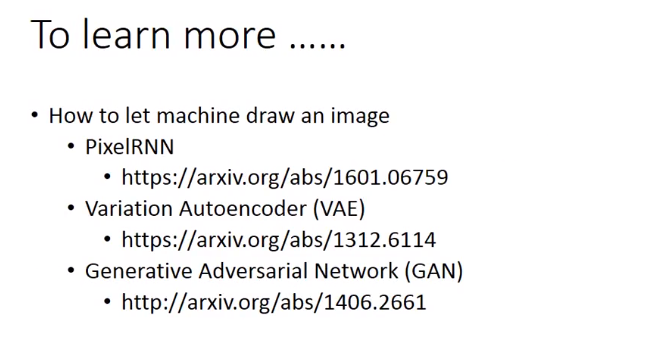 To learn more ......
• How to let machine draw an image
• PixelRNN
• https://arxiv.org/abs/1601.06759
• Variation Autoencoder (VAE)
• https://arxiv.org/abs/1312.6114
• Generative Adversarial Network (GAN)
• http://arxiv.org/abs/1406.2661